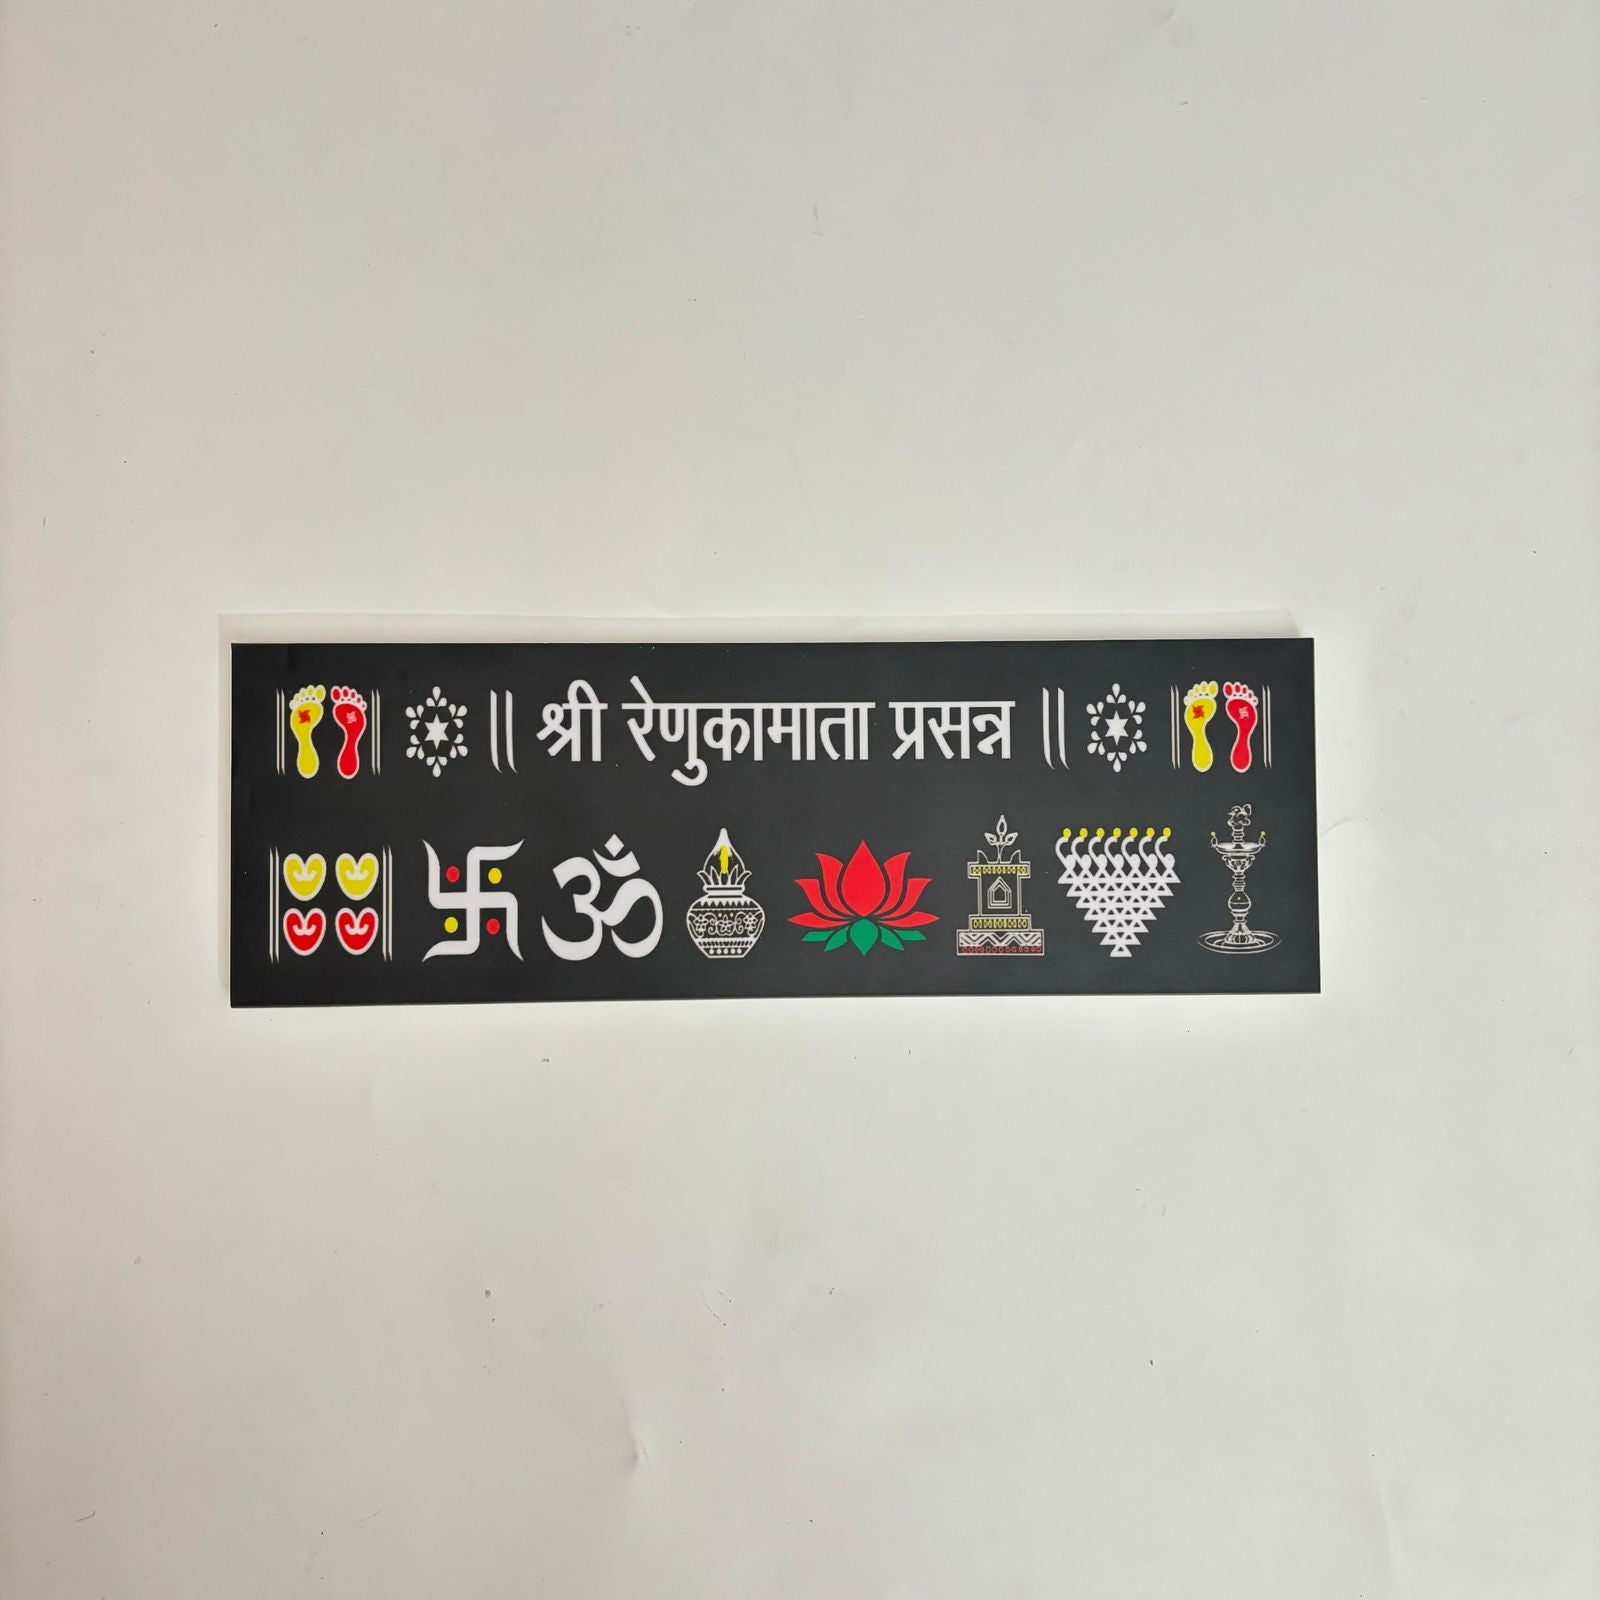 || श्री रेणुकामाता प्रसन्न ||
ॐ